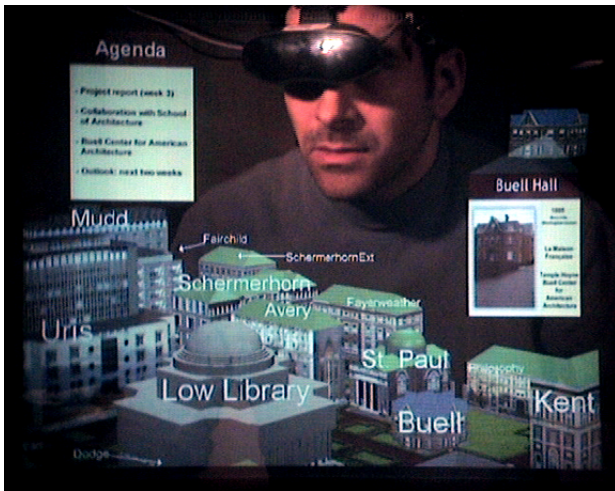 Agenda
- Project report (week 3)
- Collaboration with School
of Architecture
- Buell Center for American
Architecture
- Outlook: next two weeks
Buell Hall
La Maison
Française
Temple Hoyne
Buell Center
for
American
Architecture
Mudd
Fairchild
SchermerhornExt
Schermerhorn
Avery
Fayerweather
Uris
St. Paul
Philosophy
Low Library
Buell
Kent
Dodge